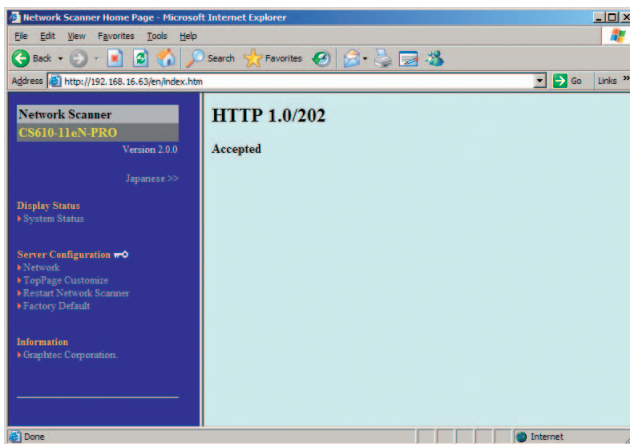 Network Scanner Home Page - Microsoft Internet Explorer
File Edit View Favorites Tools Help
Back Search Favorites
Address http://192.168.16.63/en/index.htm Go Links »
Network Scanner
CS610-11eN-PRO
Version 2.0.0
Japanese >>
Display Status
System Status
Server Configuration
Network
TopPage Customize
Restart Network Scanner
Factory Default
Information
Graphtec Corporation.
HTTP 1.0/202
Accepted
Done Internet